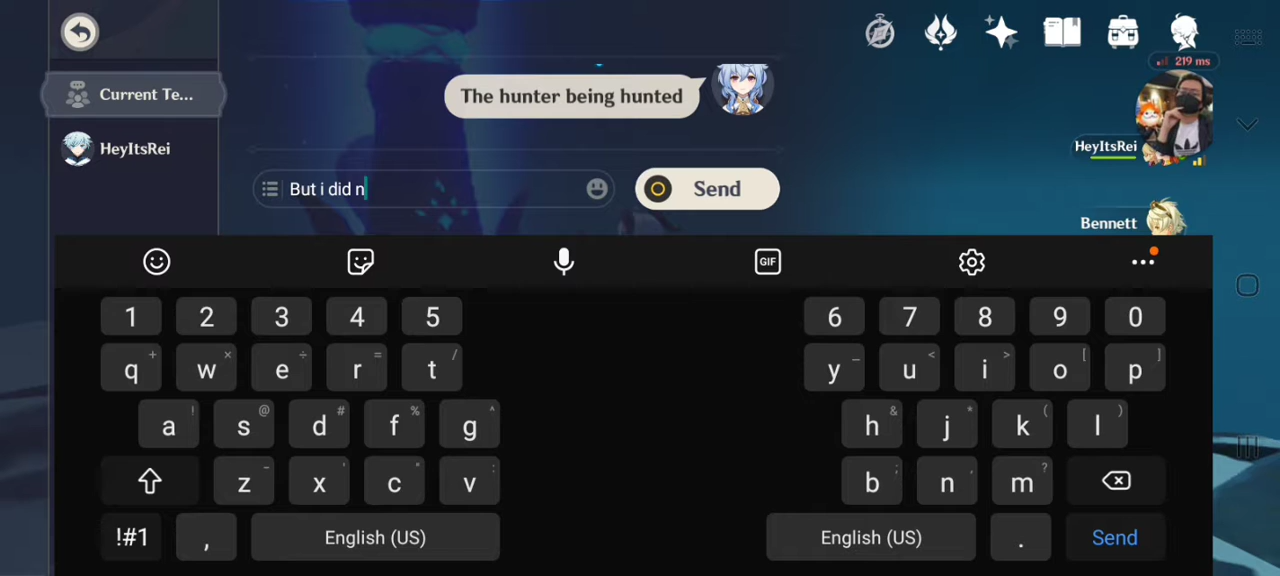 Current Te...
HeyItsRei
The hunter being hunted
But i did n
Send
219 ms
HeyItsRei
Bennett
GIF
1 2 3 4 5 6 7 8 9 0
q + w × e ÷ r = t / y _ u < i > o [ p ]
a ! s @ d # f % g ^ h & j * k ( l )
z - x ' c " v : b ; n , m ?
!#1 , English (US) English (US) . Send